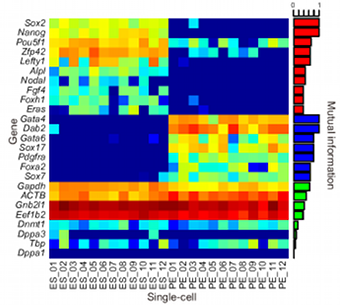 0 1
Sox2
Nanog
Pou5f1
Zfp42
Lefty1
Alpl
Nodal
Fgf4
Foxh1
Eras
Gata4
Dab2
Gata6
Sox17
Pdgfra
Foxa2
Sox7
Gapdh
ACTB
Gnb2l1
Eef1b2
Dnmt1
Dppa3
Tbp
Dppa1
Gene
Mutual information
ES_01
ES_02
ES_03
ES_04
ES_05
ES_06
ES_07
ES_08
ES_09
ES_10
ES_11
ES_12
PE_01
PE_02
PE_03
PE_04
PE_05
PE_06
PE_07
PE_08
PE_09
PE_10
PE_11
PE_12
Single-cell